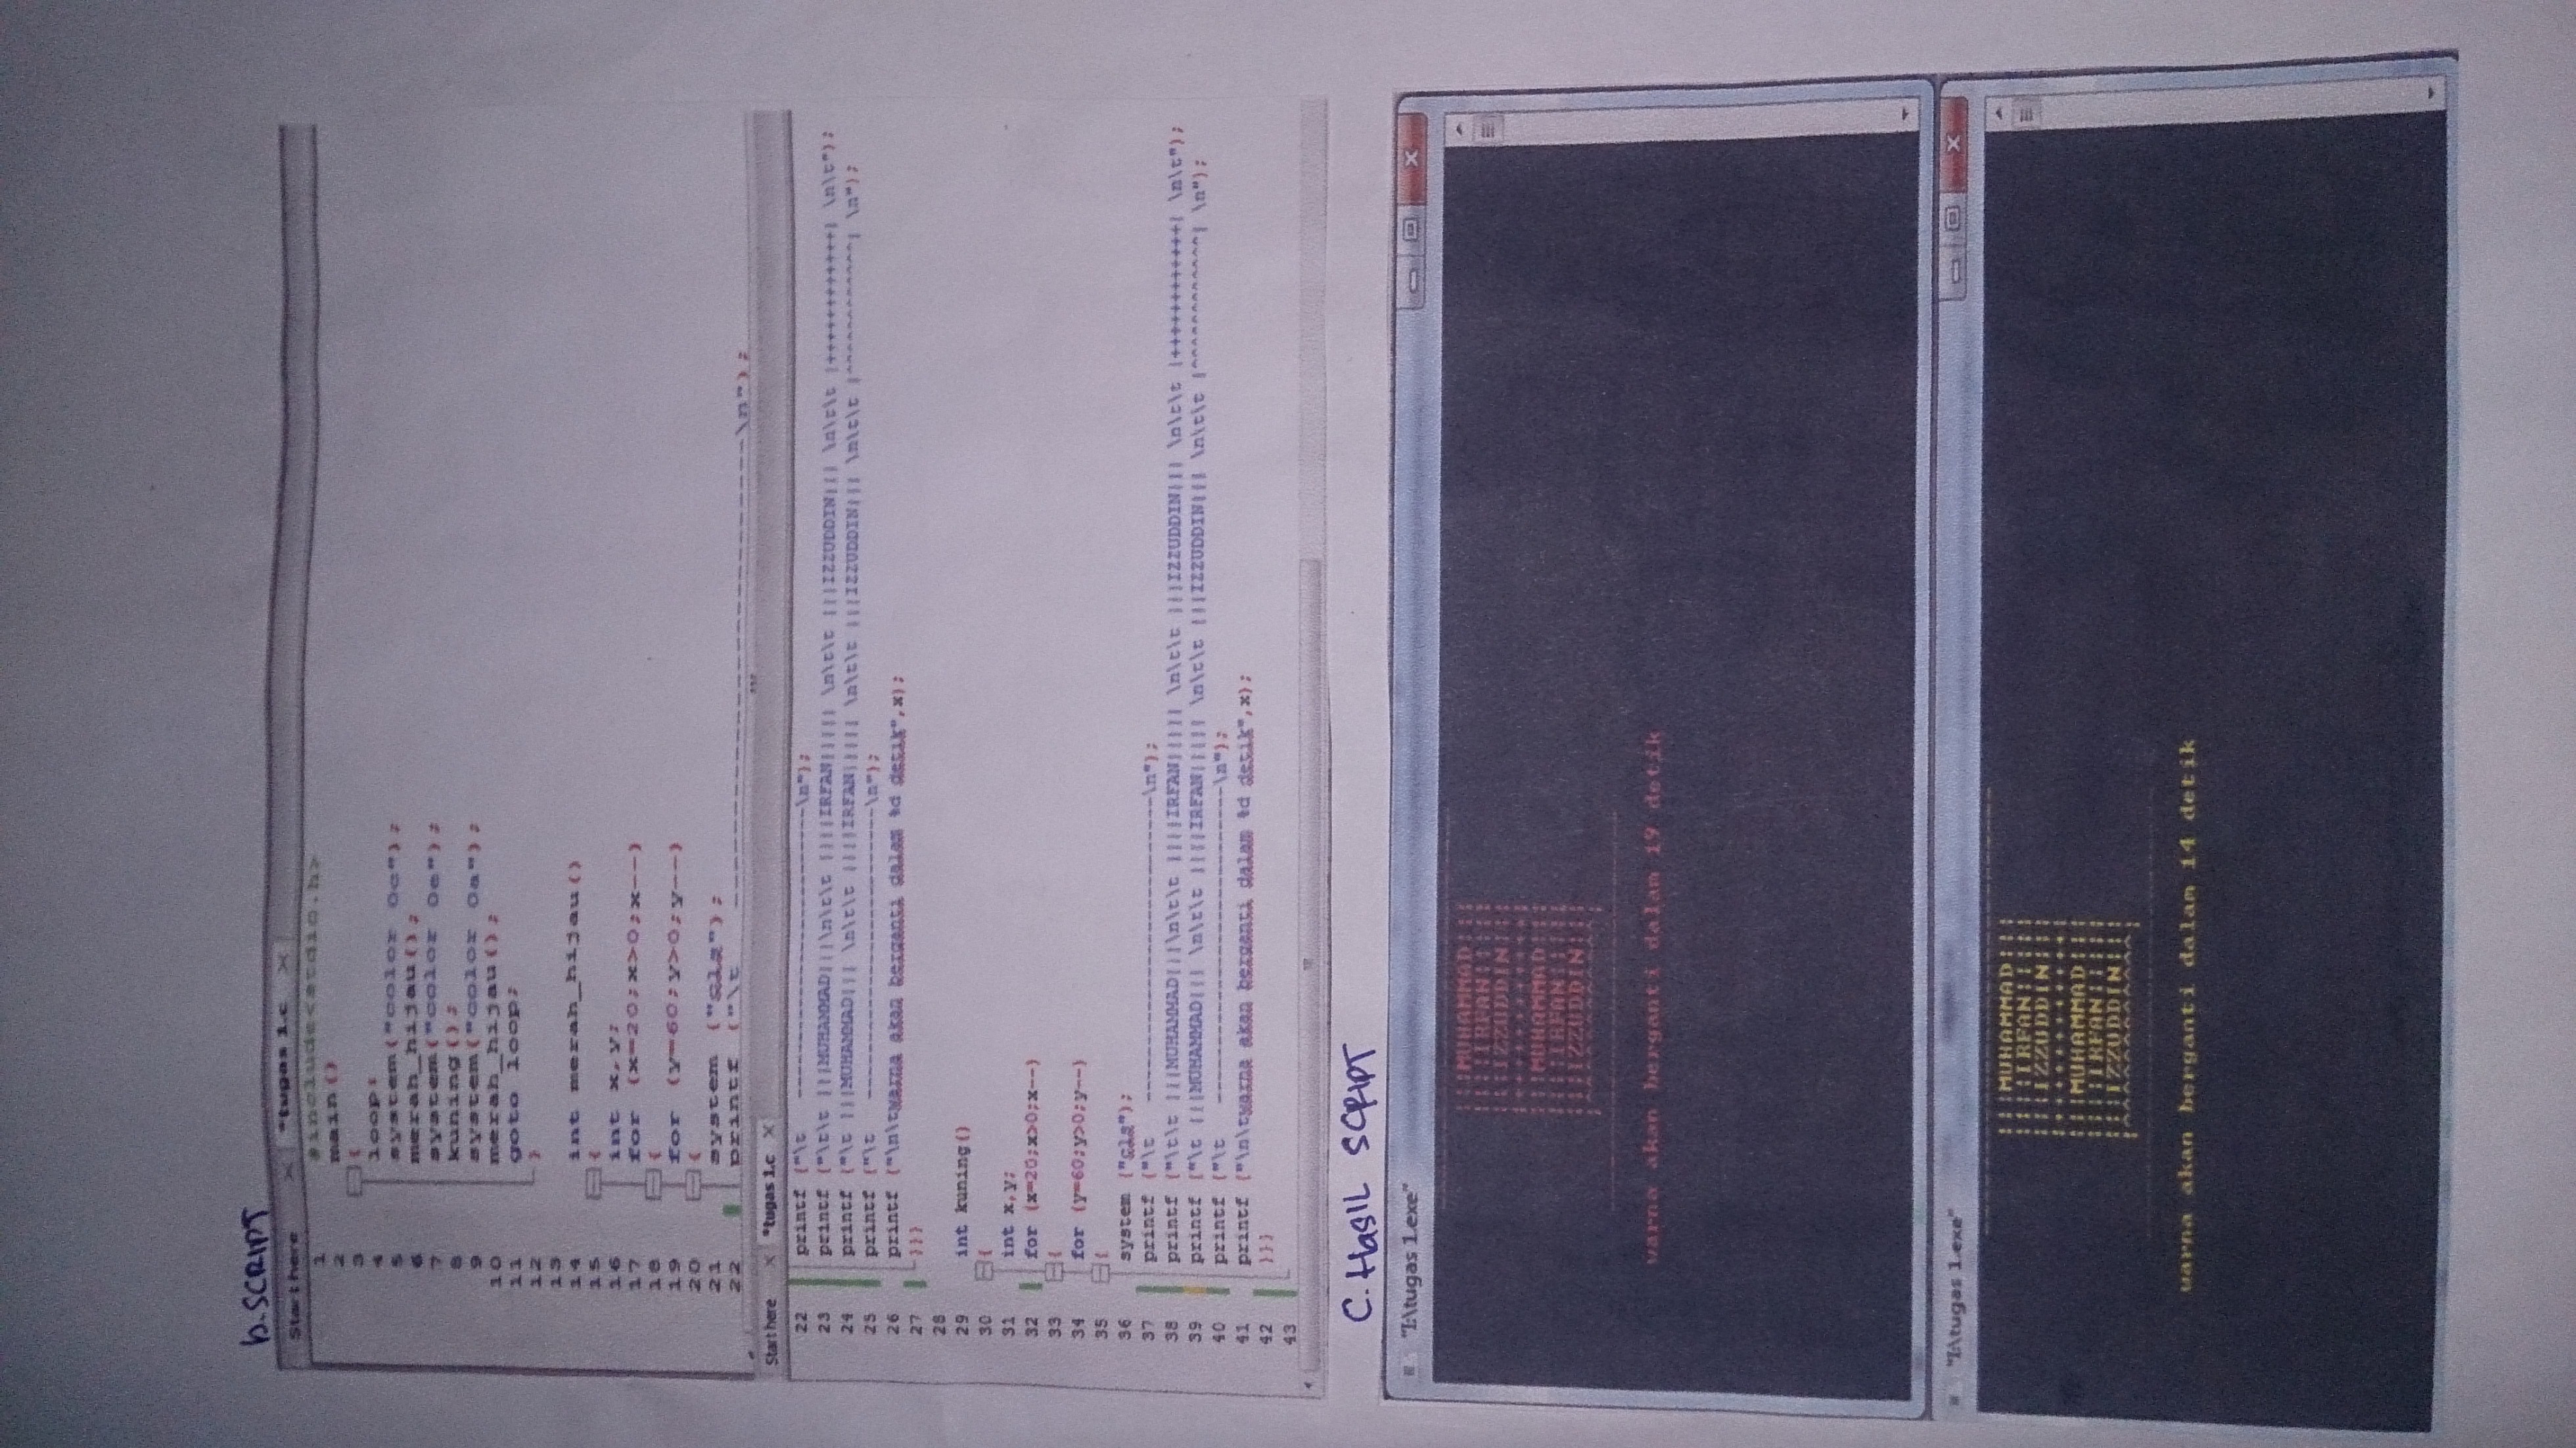 b. SCRIPT
Start here X *tugas 1.c X
1 #include<stdio.h>
2 main()
3 {
4 loop:
5 system("color 0c");
6 merah_hijau();
7 system("color 0e");
8 kuning();
9 system("color 0a");
10 merah_hijau();
11 goto loop;
12 }
13
14 int merah_hijau()
15 {
16 int x,y;
17 for (x=20;x>0;x--)
18 {
19 for (y=60;y>0;y--)
20 {
21 system ("cls");
22 printf ("\t ------------------------------\n");
Start here X *tugas 1.c X
22 printf ("\t ------------------------------\n");
23 printf ("\t\t |||MUHAMMAD|||\n\t\t ||||IRFAN||||| \n\t\t |||IZZUDDIN||| \n\t\t |++++++++++++| \n\t");
24 printf ("\t |||MUHAMMAD||| \n\t\t ||||IRFAN||||| \n\t\t |||IZZUDDIN||| \n\t\t |^^^^^^^^^^^^| \n");
25 printf ("\t ------------------------------\n");
26 printf ("\n\twarna akan berganti dalam %d detik",x);
27 }}}
28
29 int kuning()
30 {
31 int x,y;
32 for (x=20;x>0;x--)
33 {
34 for (y=60;y>0;y--)
35 {
36 system ("cls");
37 printf ("\t ------------------------------\n");
38 printf ("\t\t |||MUHAMMAD|||\n\t\t ||||IRFAN||||| \n\t\t |||IZZUDDIN||| \n\t\t |++++++++++++| \n\t");
39 printf ("\t |||MUHAMMAD||| \n\t\t ||||IRFAN||||| \n\t\t |||IZZUDDIN||| \n\t\t |^^^^^^^^^^^^| \n");
40 printf ("\t ------------------------------\n");
41 printf ("\n\twarna akan berganti dalam %d detik",x);
42 }}}
43
C. HASIL SCRIPT
"I:\tugas 1.exe"
------------------------------
|||MUHAMMAD|||
||||IRFAN|||||
|||IZZUDDIN|||
|++++++++++++|
|||MUHAMMAD|||
||||IRFAN|||||
|||IZZUDDIN|||
|^^^^^^^^^^^^|
------------------------------
warna akan berganti dalam 19 detik
"I:\tugas 1.exe"
------------------------------
|||MUHAMMAD|||
||||IRFAN|||||
|||IZZUDDIN|||
|++++++++++++|
|||MUHAMMAD|||
||||IRFAN|||||
|||IZZUDDIN|||
|^^^^^^^^^^^^|
------------------------------
warna akan berganti dalam 14 detik